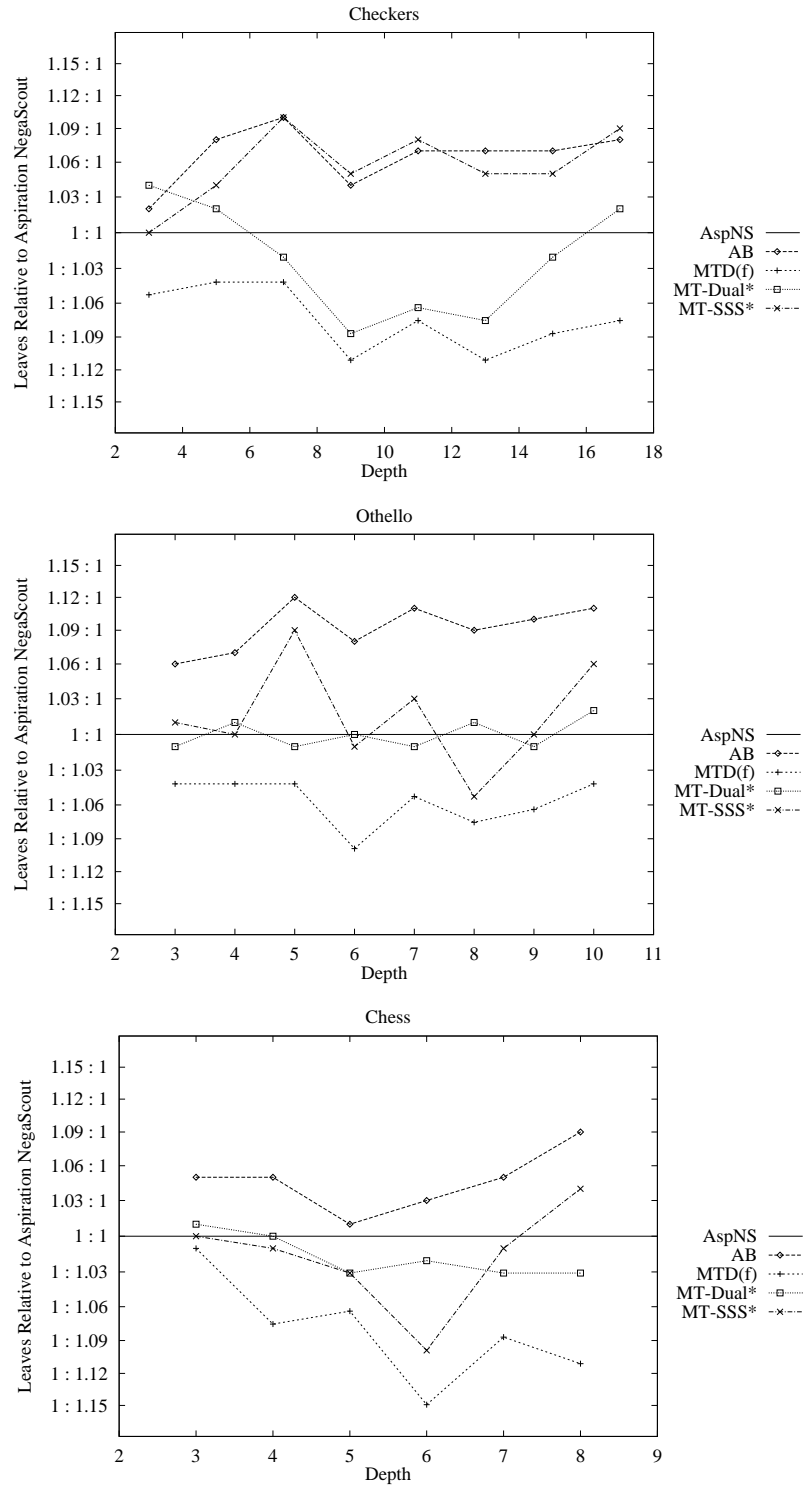 Checkers
Leaves Relative to Aspiration NegaScout
1.15 : 1
1.12 : 1
1.09 : 1
1.06 : 1
1.03 : 1
1 : 1
1 : 1.03
1 : 1.06
1 : 1.09
1 : 1.12
1 : 1.15
2 4 6 8 10 12 14 16 18
Depth
AspNS
AB
MTD(f)
MT-Dual*
MT-SSS*
Othello
Leaves Relative to Aspiration NegaScout
1.15 : 1
1.12 : 1
1.09 : 1
1.06 : 1
1.03 : 1
1 : 1
1 : 1.03
1 : 1.06
1 : 1.09
1 : 1.12
1 : 1.15
2 3 4 5 6 7 8 9 10 11
Depth
AspNS
AB
MTD(f)
MT-Dual*
MT-SSS*
Chess
Leaves Relative to Aspiration NegaScout
1.15 : 1
1.12 : 1
1.09 : 1
1.06 : 1
1.03 : 1
1 : 1
1 : 1.03
1 : 1.06
1 : 1.09
1 : 1.12
1 : 1.15
2 3 4 5 6 7 8 9
Depth
AspNS
AB
MTD(f)
MT-Dual*
MT-SSS*